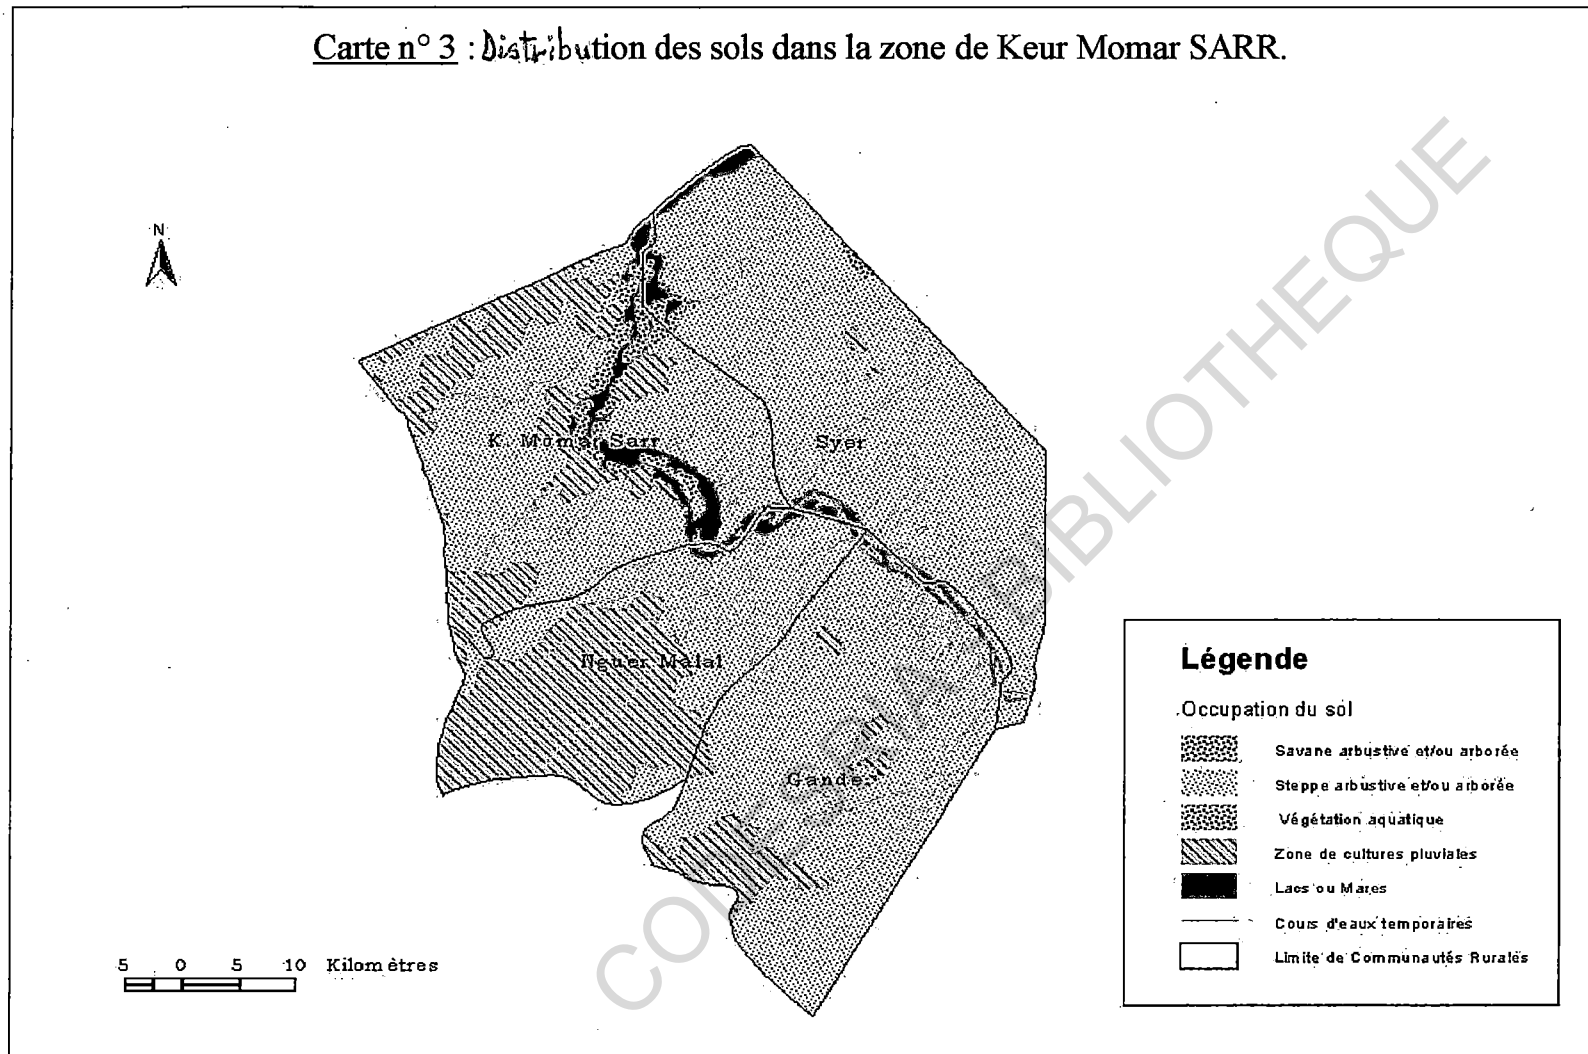 Carte n° 3 : Distribution des sols dans la zone de Keur Momar SARR.
N
K. Momar Sarr
Syer
Nguer Malal
Gande
Légende
Occupation du sol
Savane arbustive et/ou arborée
Steppe arbustive et/ou arborée
Végétation aquatique
Zone de cultures pluviales
Lacs ou Mares
Cours d'eaux temporaires
Limite de Communautés Rurales
5 0 5 10 Kilomètres
BIBLIOTHEQUE